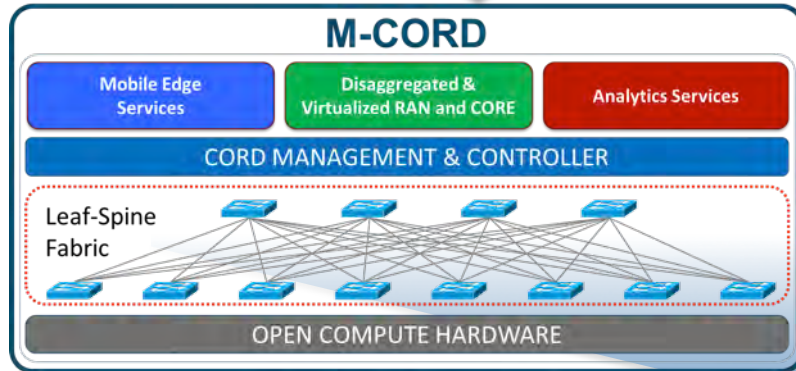 M-CORD
Mobile Edge
Services
Disaggregated &
Virtualized RAN and CORE
Analytics Services
CORD MANAGEMENT & CONTROLLER
Leaf-Spine
Fabric
OPEN COMPUTE HARDWARE